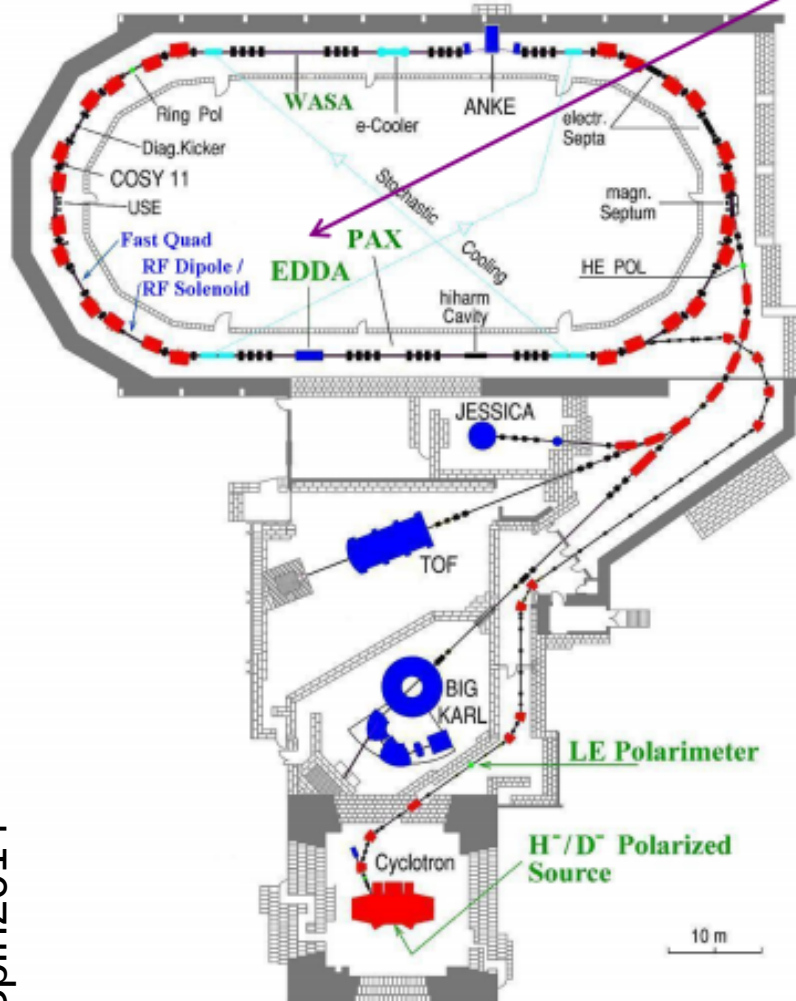 WASA
e-Cooler
ANKE
Ring Pol
electr.
Septa
Diag.Kicker
COSY 11
USE
Stochastic
Cooling
magn.
Septum
Fast Quad
PAX
RF Dipole /
RF Solenoid
EDDA
HE POL
hiharm
Cavity
JESSICA
TOF
BIG
KARL
LE Polarimeter
H⁻/D⁻ Polarized
Source
Cyclotron
10 m